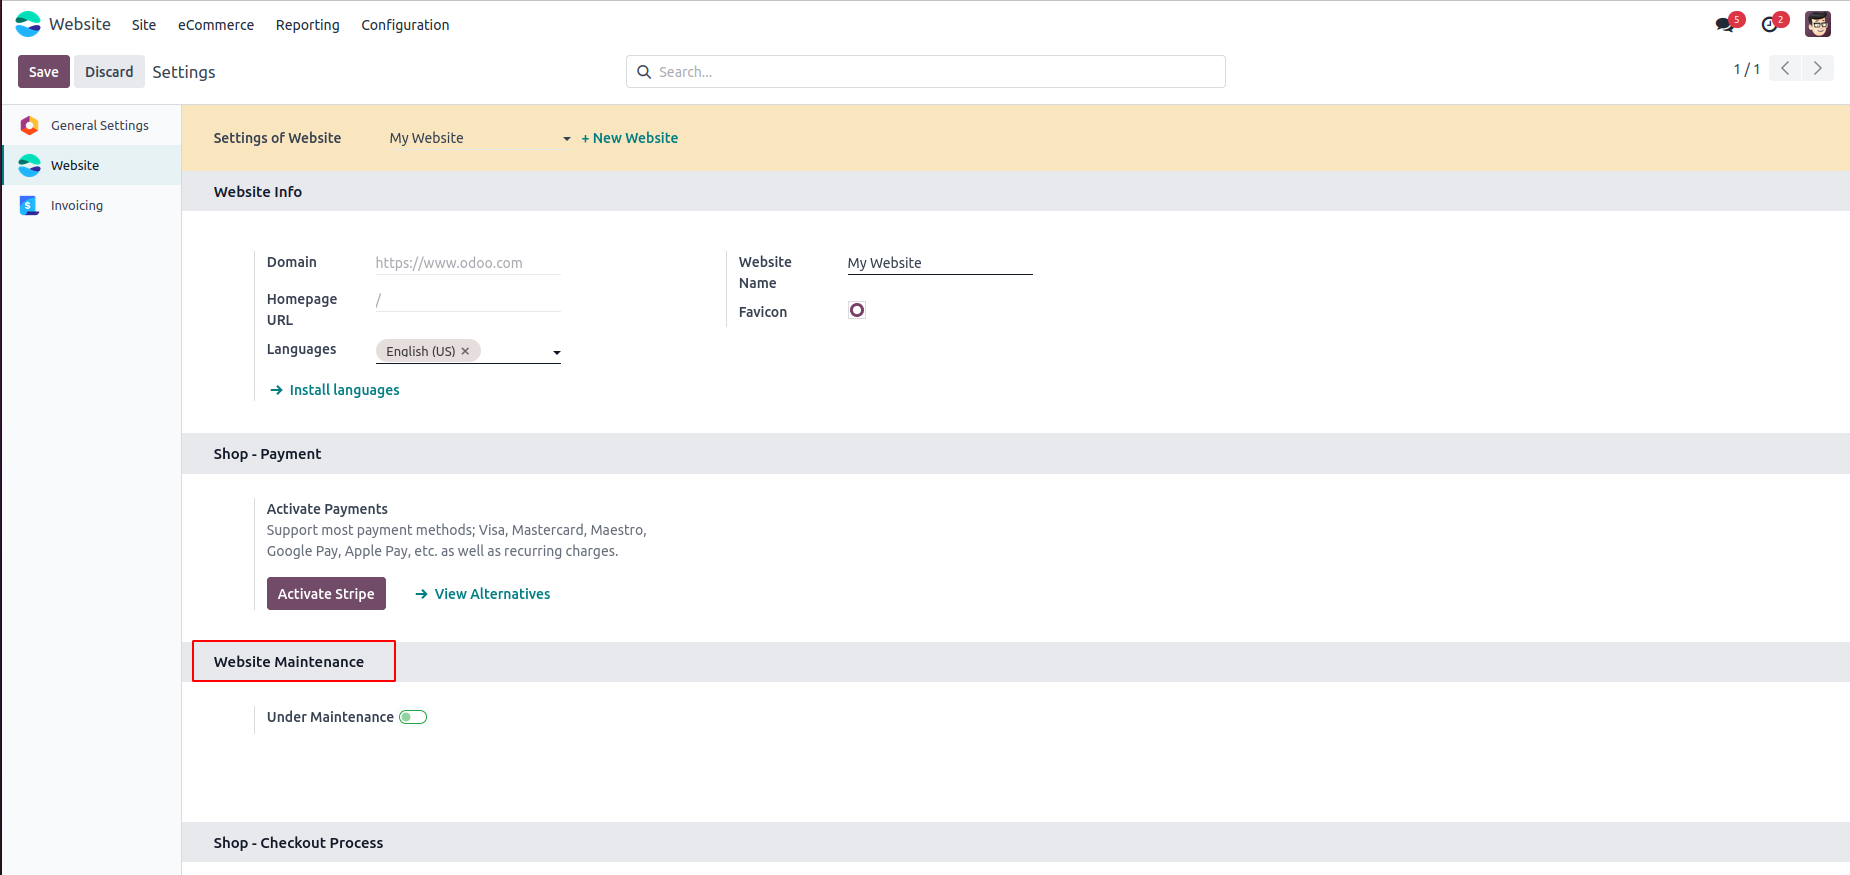 Website Site eCommerce Reporting Configuration 5 2
Save Discard Settings Search... 1 / 1
General Settings
Website
Invoicing
Settings of Website My Website + New Website
Website Info
Domain https://www.odoo.com
Homepage URL /
Languages English (US) ×
→ Install languages
Website Name My Website
Favicon
Shop - Payment
Activate Payments
Support most payment methods; Visa, Mastercard, Maestro,
Google Pay, Apple Pay, etc. as well as recurring charges.
Activate Stripe → View Alternatives
Website Maintenance
Under Maintenance
Shop - Checkout Process